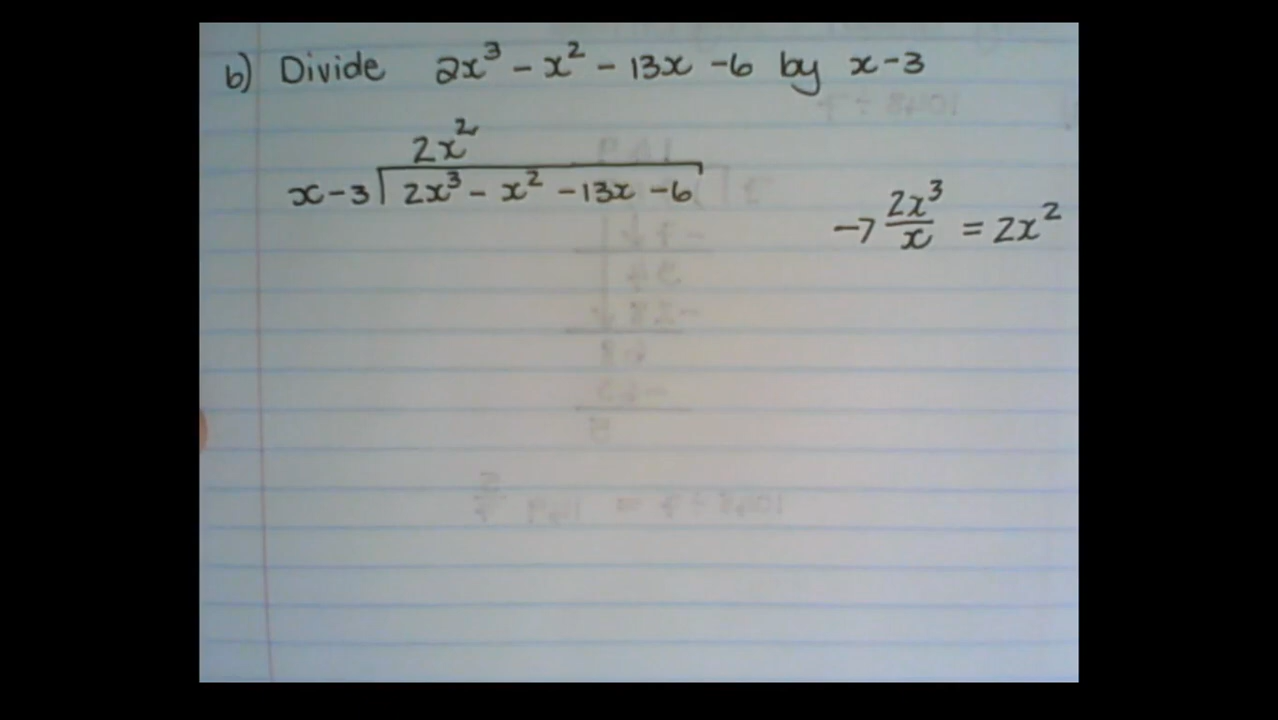 b) Divide 2x³ - x² - 13x - 6 by x - 3
2x²
x - 3 2x³ - x² - 13x - 6
→ 2x³/x = 2x²